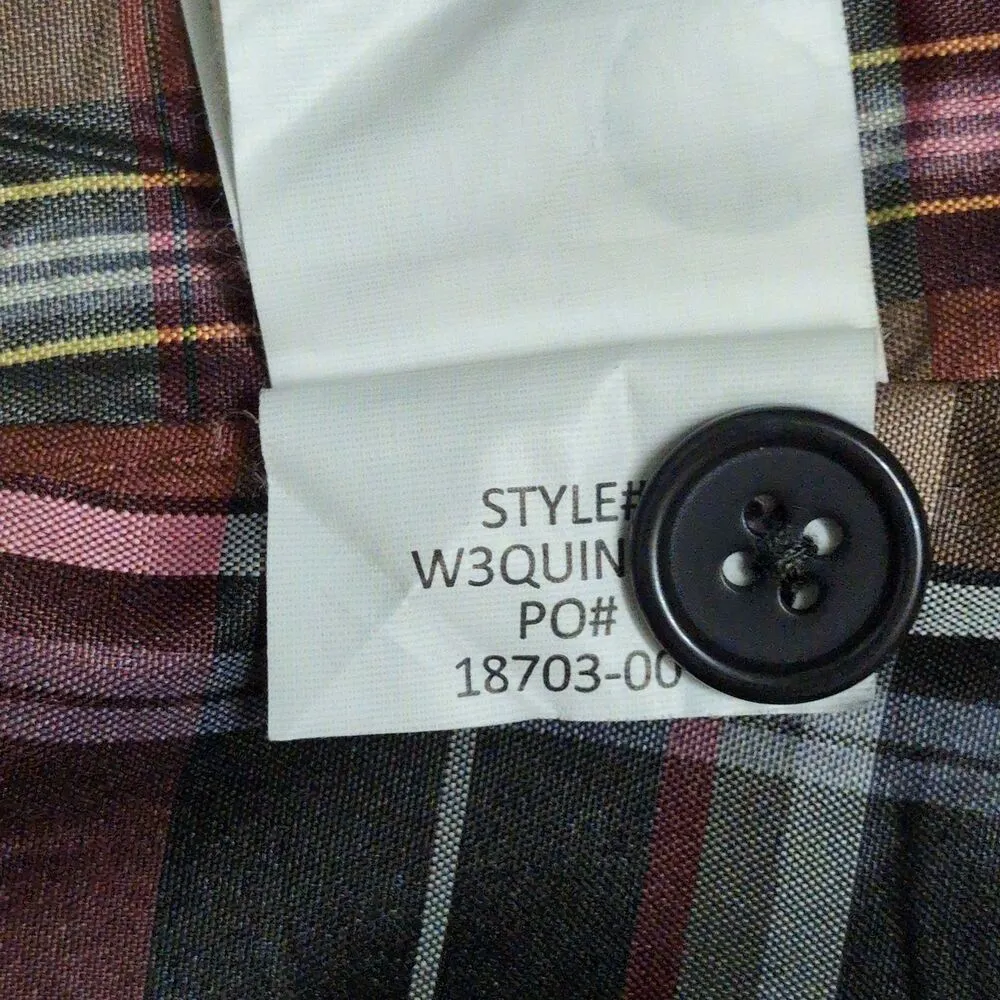 STYLE#
W3QUIN
PO#
18703-00